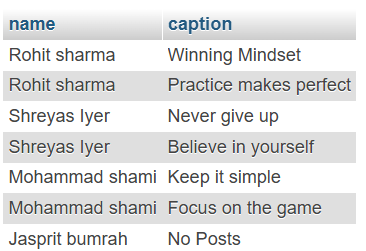 name caption
Rohit sharma Winning Mindset
Rohit sharma Practice makes perfect
Shreyas Iyer Never give up
Shreyas Iyer Believe in yourself
Mohammad shami Keep it simple
Mohammad shami Focus on the game
Jasprit bumrah No Posts